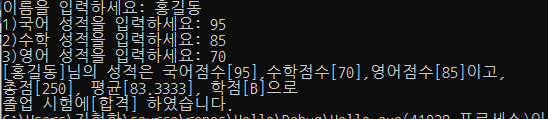 이름을 입력하세요: 홍길동
1)국어 성적을 입력하세요: 95
2)수학 성적을 입력하세요: 85
3)영어 성적을 입력하세요: 70
[홍길동]님의 성적은 국어점수[95],수학점수[70],영어점수[85]이고,
총점[250], 평균[83.3333], 학점[B]으로
졸업 시험에[합격] 하였습니다.